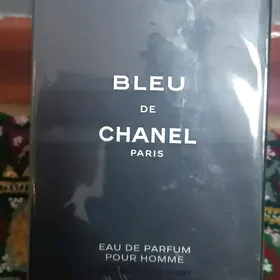 BLEU
DE
CHANEL
PARIS
EAU DE PARFUM
POUR HOMME